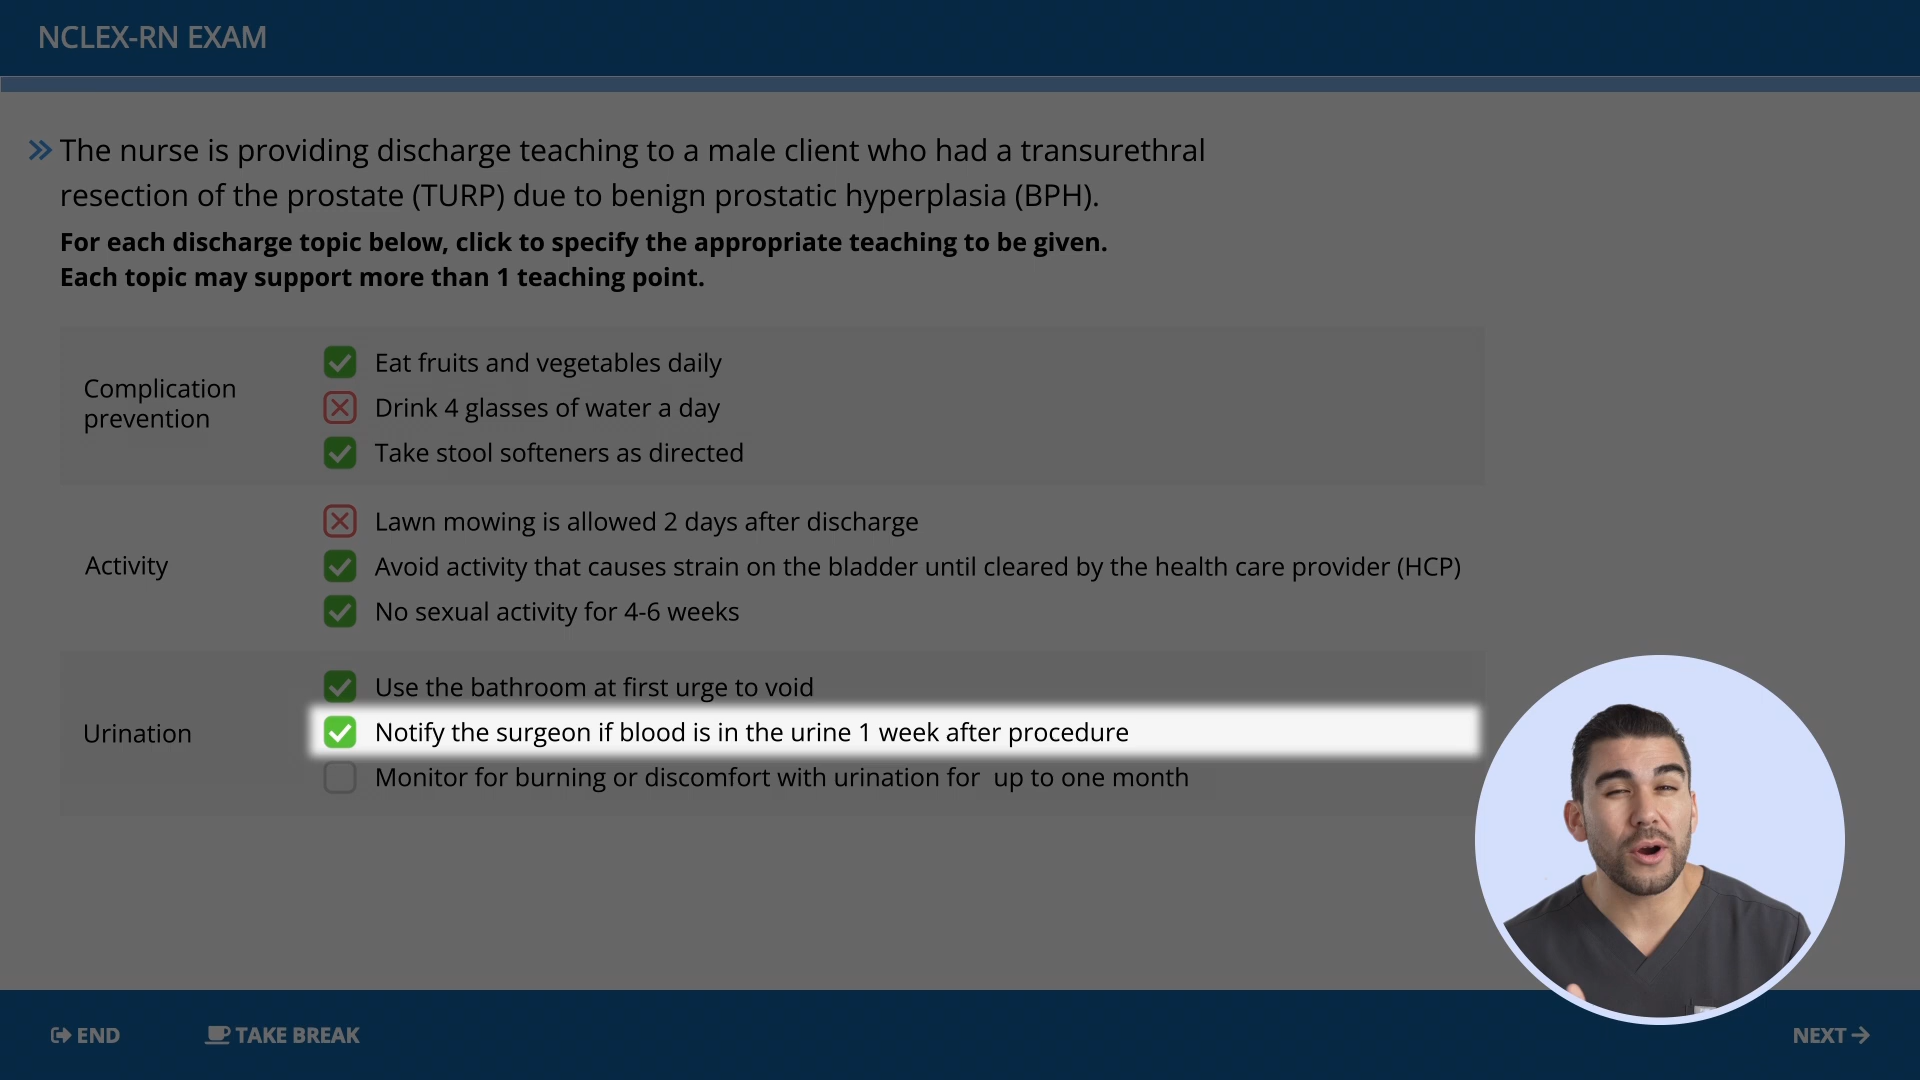 NCLEX-RN EXAM
The nurse is providing discharge teaching to a male client who had a transurethral
resection of the prostate (TURP) due to benign prostatic hyperplasia (BPH).
For each discharge topic below, click to specify the appropriate teaching to be given.
Each topic may support more than 1 teaching point.
Complication
prevention
Eat fruits and vegetables daily
Drink 4 glasses of water a day
Take stool softeners as directed
Activity
Lawn mowing is allowed 2 days after discharge
Avoid activity that causes strain on the bladder until cleared by the health care provider (HCP)
No sexual activity for 4-6 weeks
Urination
Use the bathroom at first urge to void
Notify the surgeon if blood is in the urine 1 week after procedure
Monitor for burning or discomfort with urination for up to one month
END
TAKE BREAK
NEXT